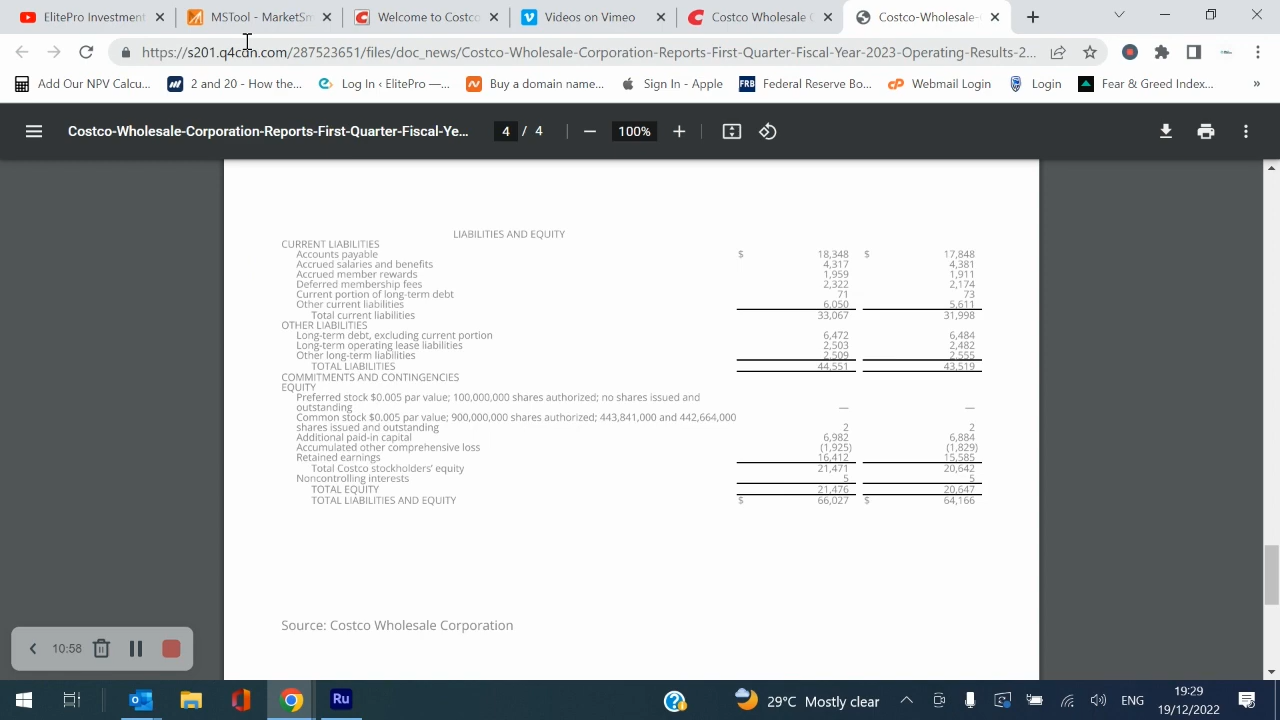 ElitePro Investment
MSTool - MarketSm
Welcome to Costco
Videos on Vimeo
Costco Wholesale C
Costco-Wholesale-
https://s201.q4cdn.com/287523651/files/doc_news/Costco-Wholesale-Corporation-Reports-First-Quarter-Fiscal-Year-2023-Operating-Results-2...
Add Our NPV Calcu...
2 and 20 - How the...
Log In ‹ ElitePro —...
Buy a domain name...
Sign In - Apple
FRB
Federal Reserve Bo...
cP
Webmail Login
Login
Fear & Greed Index...
»
Costco-Wholesale-Corporation-Reports-First-Quarter-Fiscal-Ye...
4 / 4
100%
LIABILITIES AND EQUITY
CURRENT LIABILITIES
Accounts payable $ 18,348 $ 17,848
Accrued salaries and benefits 4,317 4,381
Accrued member rewards 1,959 1,911
Deferred membership fees 2,322 2,174
Current portion of long-term debt 71 73
Other current liabilities 6,050 5,611
Total current liabilities 33,067 31,998
OTHER LIABILITIES
Long-term debt, excluding current portion 6,472 6,484
Long-term operating lease liabilities 2,503 2,482
Other long-term liabilities 2,509 2,555
TOTAL LIABILITIES 44,551 43,519
COMMITMENTS AND CONTINGENCIES
EQUITY
Preferred stock $0.005 par value; 100,000,000 shares authorized; no shares issued and
outstanding — —
Common stock $0.005 par value; 900,000,000 shares authorized; 443,841,000 and 442,664,000
shares issued and outstanding 2 2
Additional paid-in capital 6,982 6,884
Accumulated other comprehensive loss (1,925) (1,829)
Retained earnings 16,412 15,585
Total Costco stockholders' equity 21,471 20,642
Noncontrolling interests 5 5
TOTAL EQUITY 21,476 20,647
TOTAL LIABILITIES AND EQUITY $ 66,027 $ 64,166
Source: Costco Wholesale Corporation
10:58
Ru
29°C Mostly clear
ENG
19:29
19/12/2022